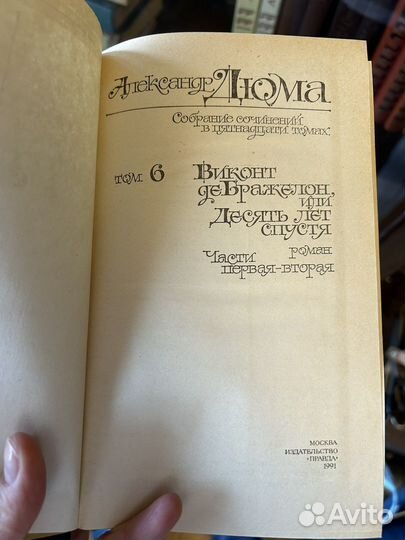 Александр Дюма
Собрание сочинений
в пятнадцати томах
том 6 Виконт
де Бражелон,
или
Десять лет
спустя
роман
Части
первая-вторая
МОСКВА
ИЗДАТЕЛЬСТВО
«ПРАВДА»
1991
Avito